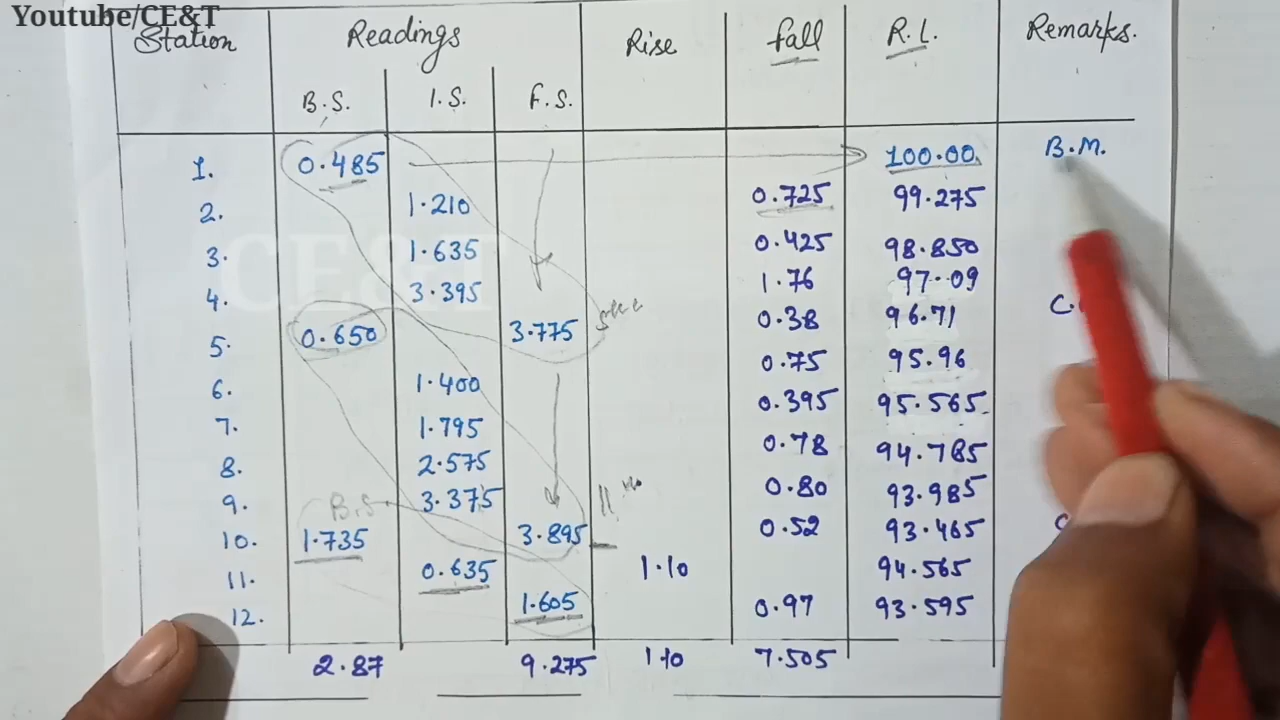 Youtube/CE&T
Station Readings Rise fall R.L. Remarks.
B.S. I.S. F.S.
1. 0.485 100.00 B.M.
2. 1.210 0.725 99.275
3. 1.635 0.425 98.850
CE&T
4. 3.395 1.76 97.09
5. 0.650 3.775 0.38 96.71 C.
6. 1.400 0.75 95.96
7. 1.795 0.395 95.565
8. 2.575 0.78 94.785
9. B.S 3.375 0.80 93.985
10. 1.735 3.895 0.52 93.465
11. 0.635 1.10 94.565
12. 1.605 0.97 93.595
2.87 9.275 1.10 7.505